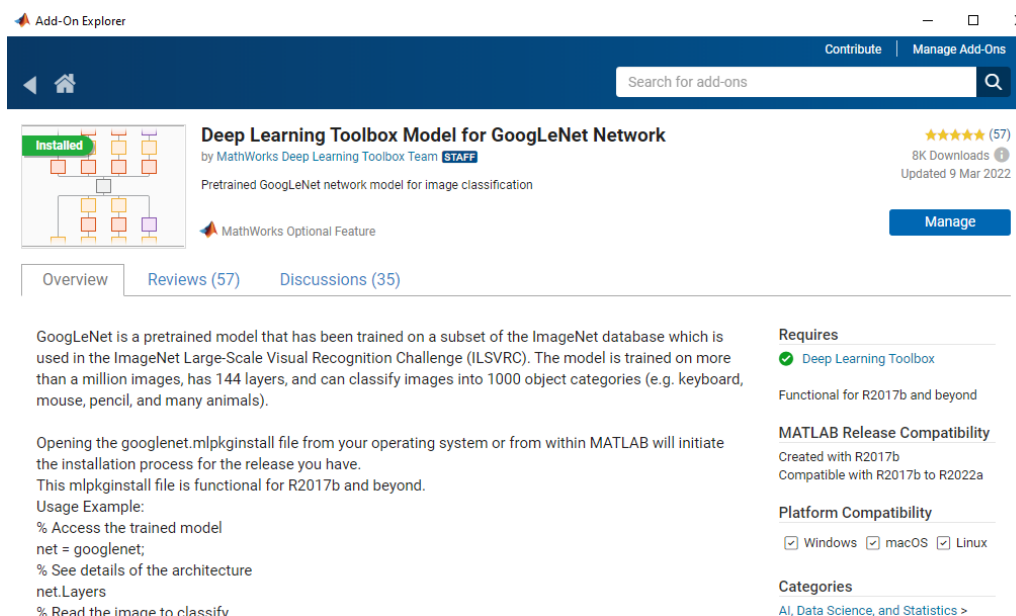 Add-On Explorer
Contribute
Manage Add-Ons
Search for add-ons
Installed
Deep Learning Toolbox Model for GoogLeNet Network
by MathWorks Deep Learning Toolbox Team STAFF
Pretrained GoogLeNet network model for image classification
MathWorks Optional Feature
(57)
8K Downloads
Updated 9 Mar 2022
Manage
Overview
Reviews (57)
Discussions (35)
GoogLeNet is a pretrained model that has been trained on a subset of the ImageNet database which is
used in the ImageNet Large-Scale Visual Recognition Challenge (ILSVRC). The model is trained on more
than a million images, has 144 layers, and can classify images into 1000 object categories (e.g. keyboard,
mouse, pencil, and many animals).
Opening the googlenet.mlpkginstall file from your operating system or from within MATLAB will initiate
the installation process for the release you have.
This mlpkginstall file is functional for R2017b and beyond.
Usage Example:
% Access the trained model
net = googlenet;
% See details of the architecture
net.Layers
% Read the image to classify
Requires
Deep Learning Toolbox
Functional for R2017b and beyond
MATLAB Release Compatibility
Created with R2017b
Compatible with R2017b to R2022a
Platform Compatibility
Windows macOS Linux
Categories
AI, Data Science, and Statistics >